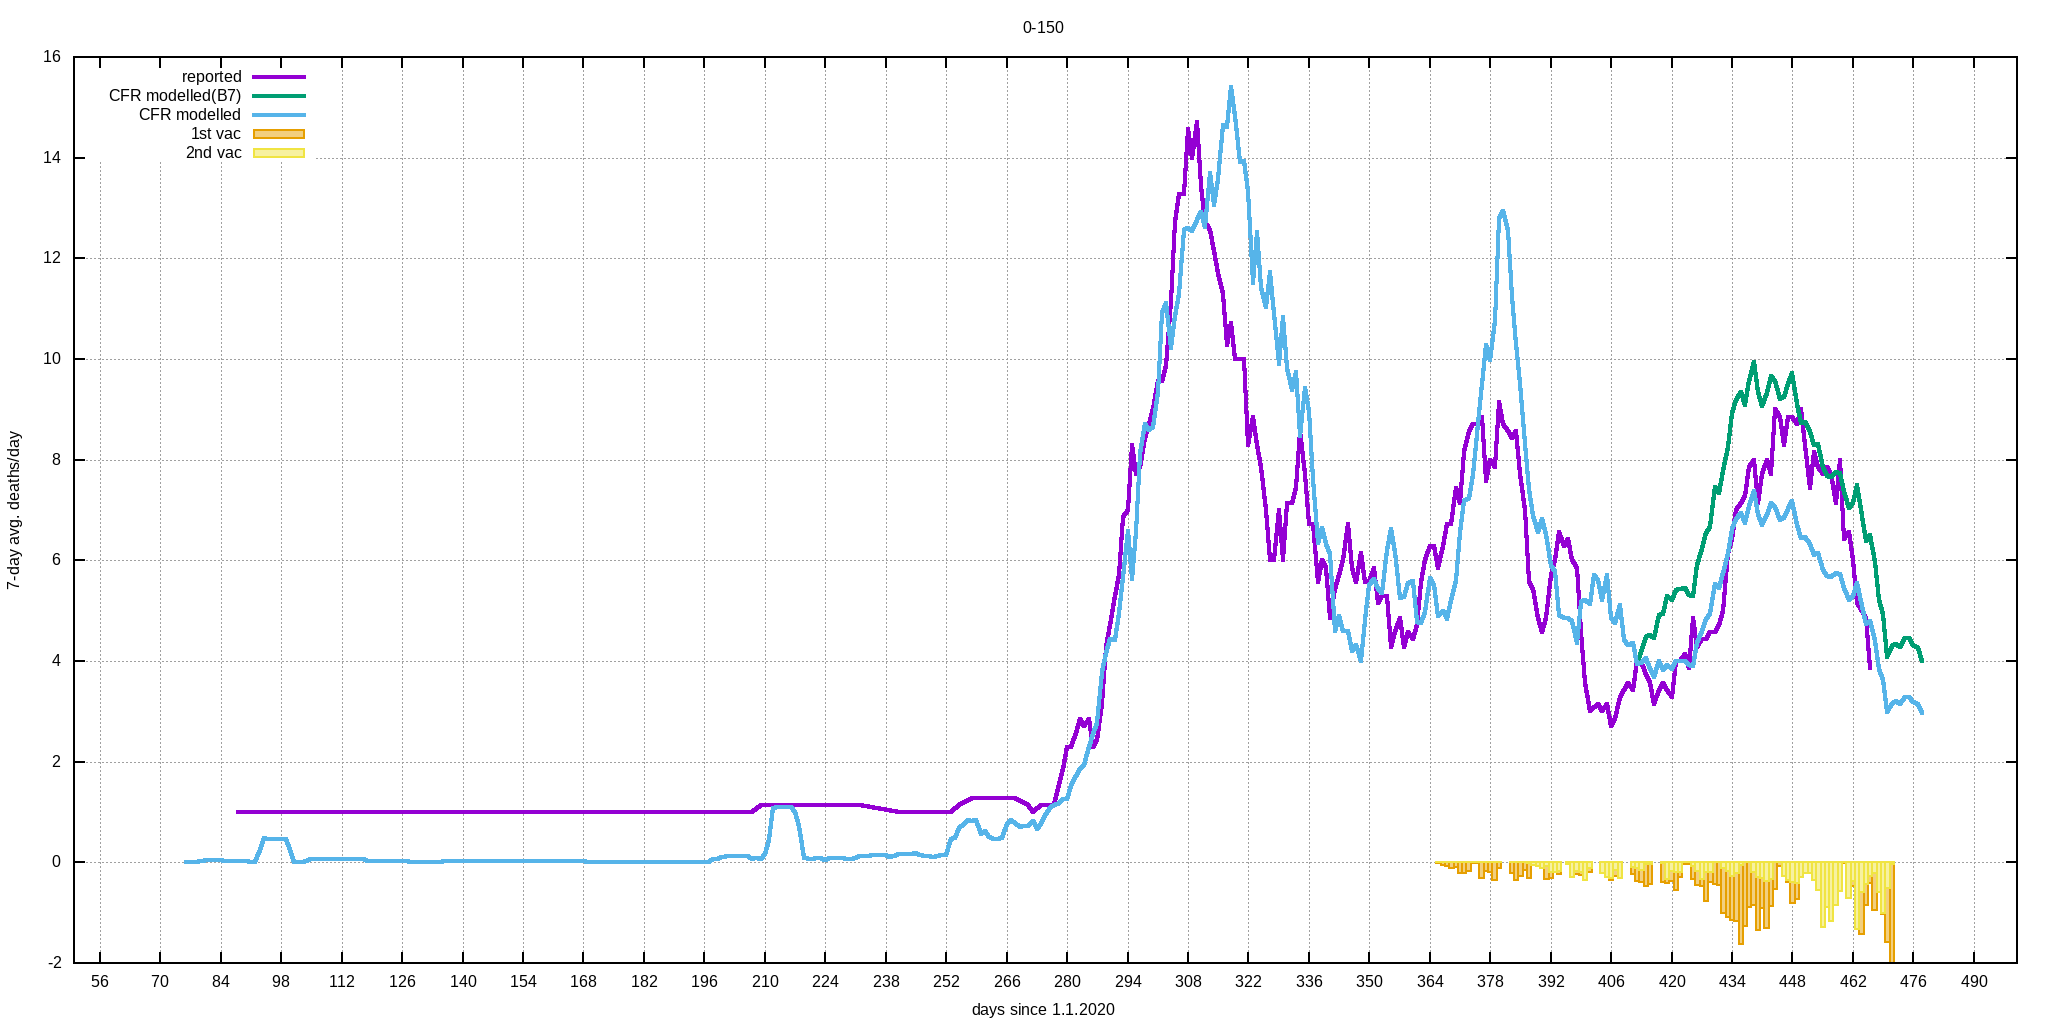 0-150
16
14
12
10
8
6
4
2
0
-2
7-day avg. deaths/day
reported
CFR modelled(B7)
CFR modelled
1st vac
2nd vac
56 70 84 98 112 126 140 154 168 182 196 210 224 238 252 266 280 294 308 322 336 350 364 378 392 406 420 434 448 462 476 490
days since 1.1.2020